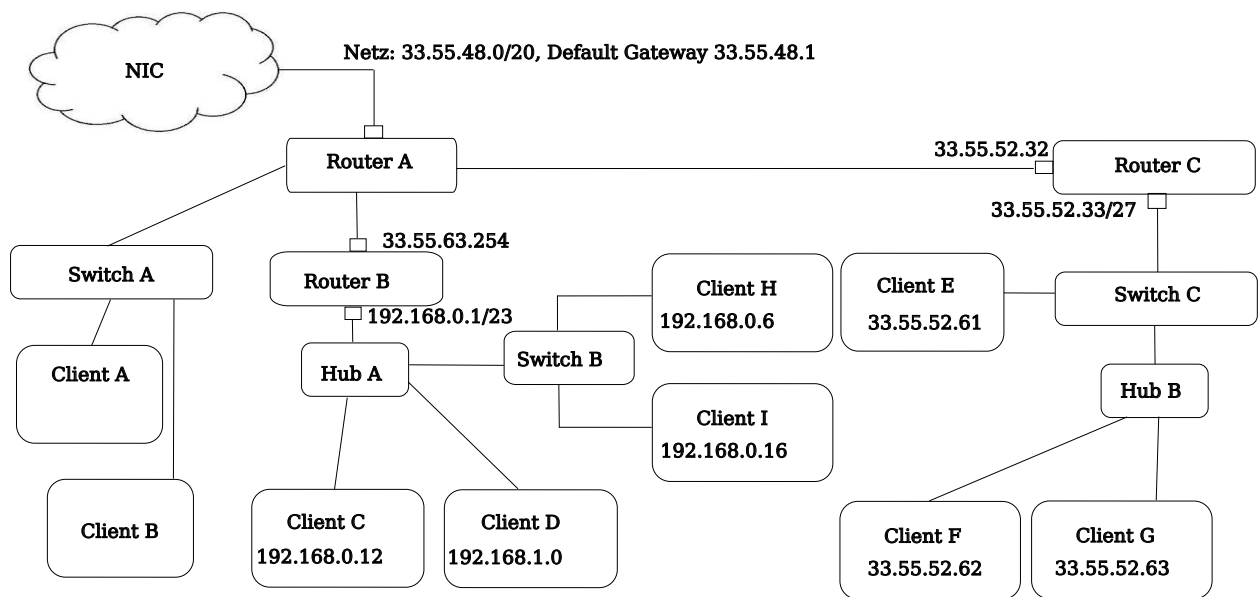 Netz: 33.55.48.0/20, Default Gateway 33.55.48.1
NIC
Router A
33.55.52.32
Router C
33.55.52.33/27
33.55.63.254
Switch A
Router B
192.168.0.1/23
Client H
192.168.0.6
Client E
33.55.52.61
Switch C
Client A
Hub A
Switch B
Hub B
Client I
192.168.0.16
Client B
Client C
192.168.0.12
Client D
192.168.1.0
Client F
33.55.52.62
Client G
33.55.52.63